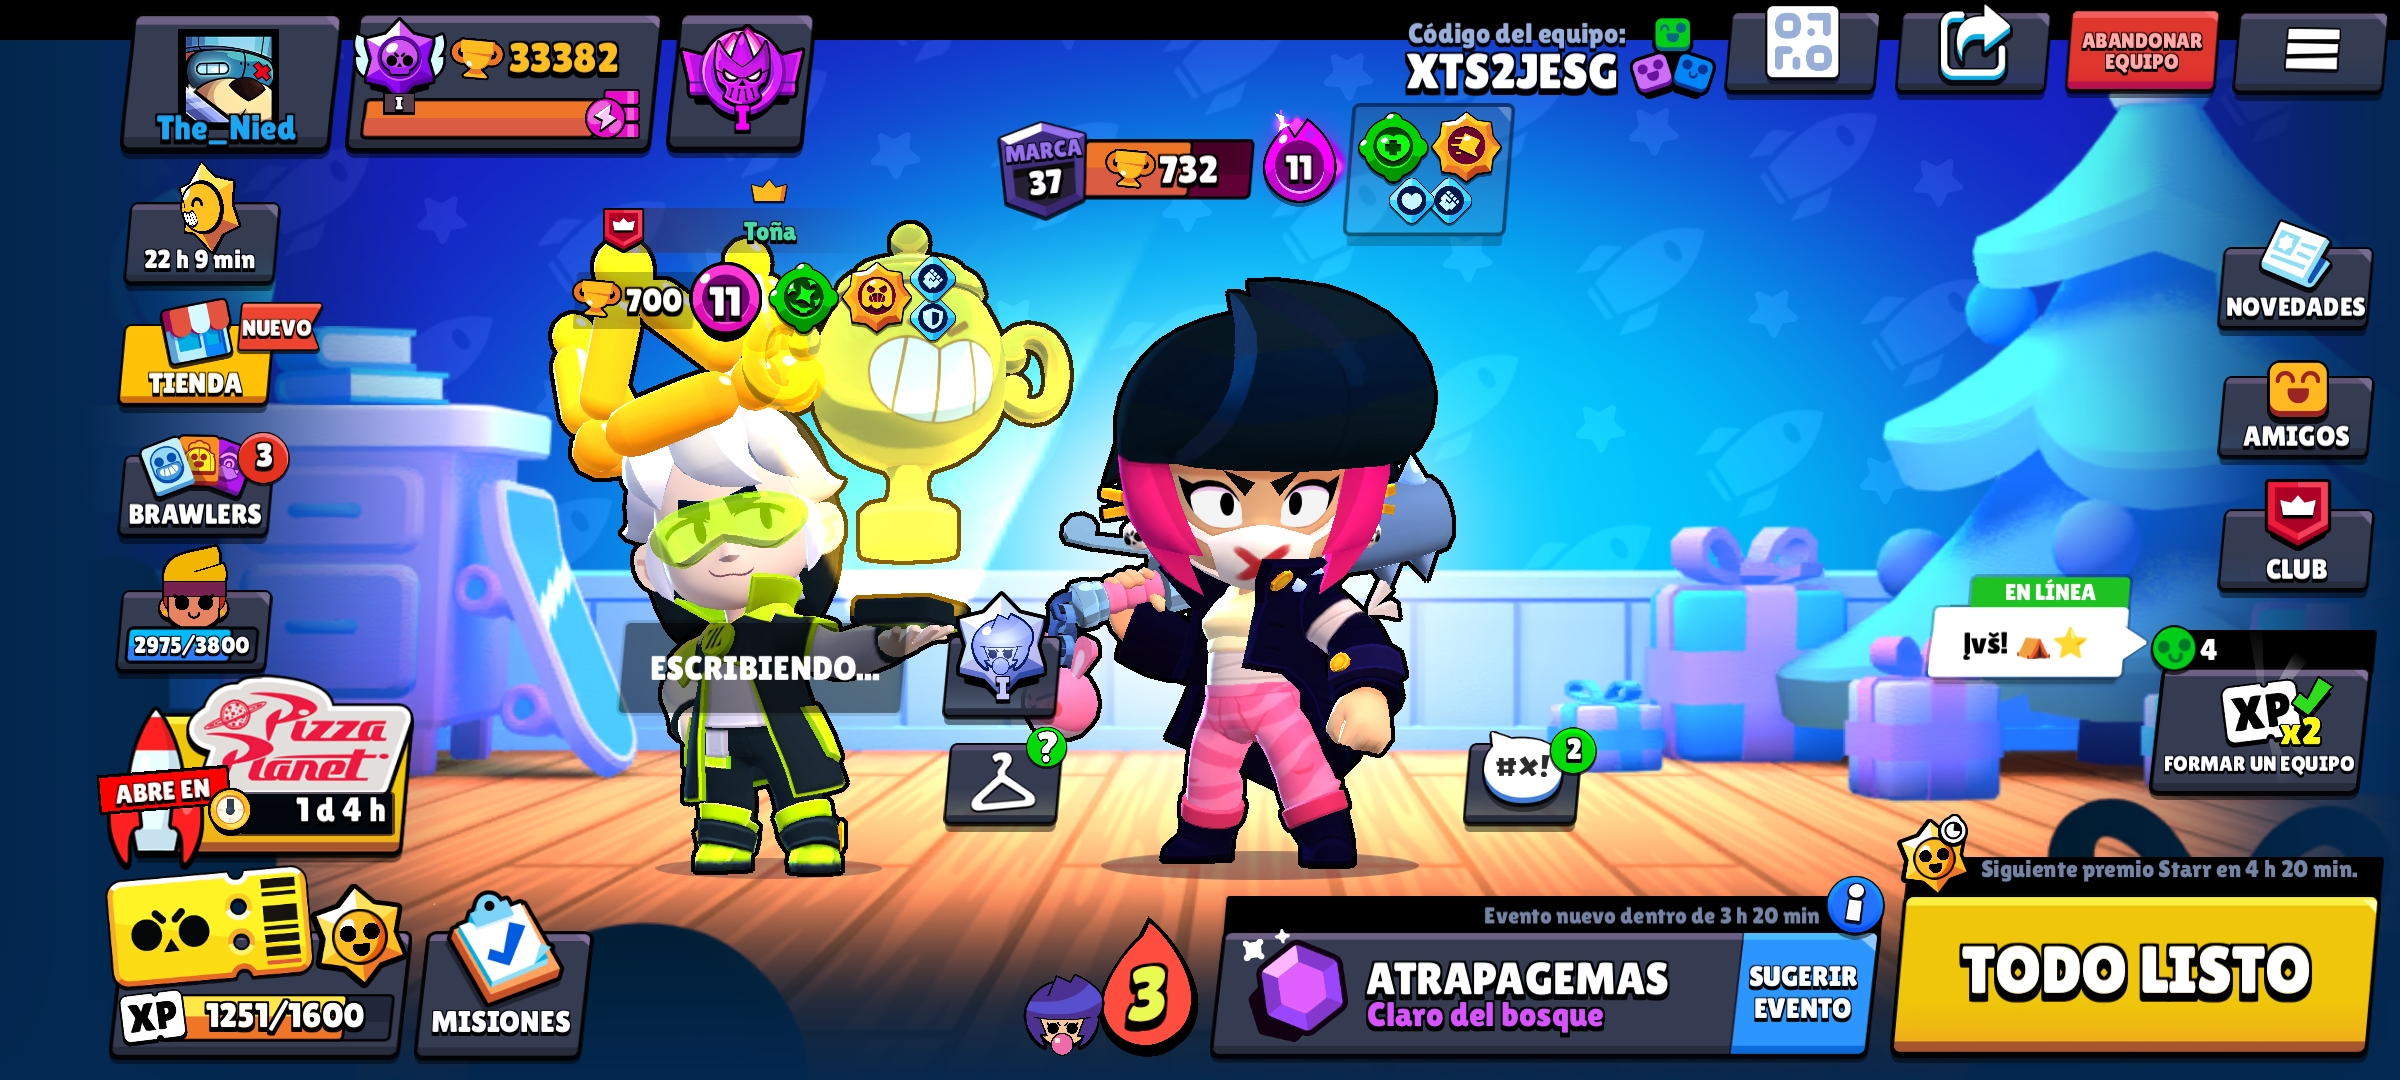 The_Nied
I
33382
I
Código del equipo:
XTS2JESG
ABANDONAR
EQUIPO
MARCA
37
732
11
22 h 9 min
Toña
700
11
NUEVO
TIENDA
NOVEDADES
3
BRAWLERS
AMIGOS
CLUB
2975/3800
ESCRIBIENDO...
I
EN LÍNEA
Įvš!
4
XP
x2
FORMAR UN EQUIPO
Pizza
Planet
ABRE EN
1 d 4 h
?
#×!
2
Siguiente premio Starr en 4 h 20 min.
Evento nuevo dentro de 3 h 20 min
i
XP
1251/1600
MISIONES
3
ATRAPAGEMAS
Claro del bosque
SUGERIR
EVENTO
TODO LISTO